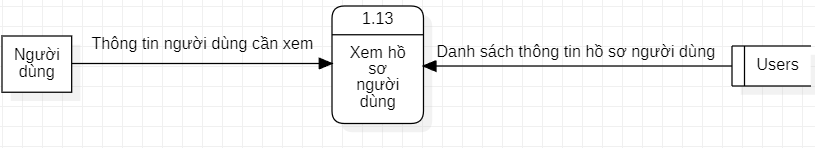 Người
dùng
Thông tin người dùng cần xem
1.13
Xem hồ
sơ
người
dùng
Danh sách thông tin hồ sơ người dùng
Users